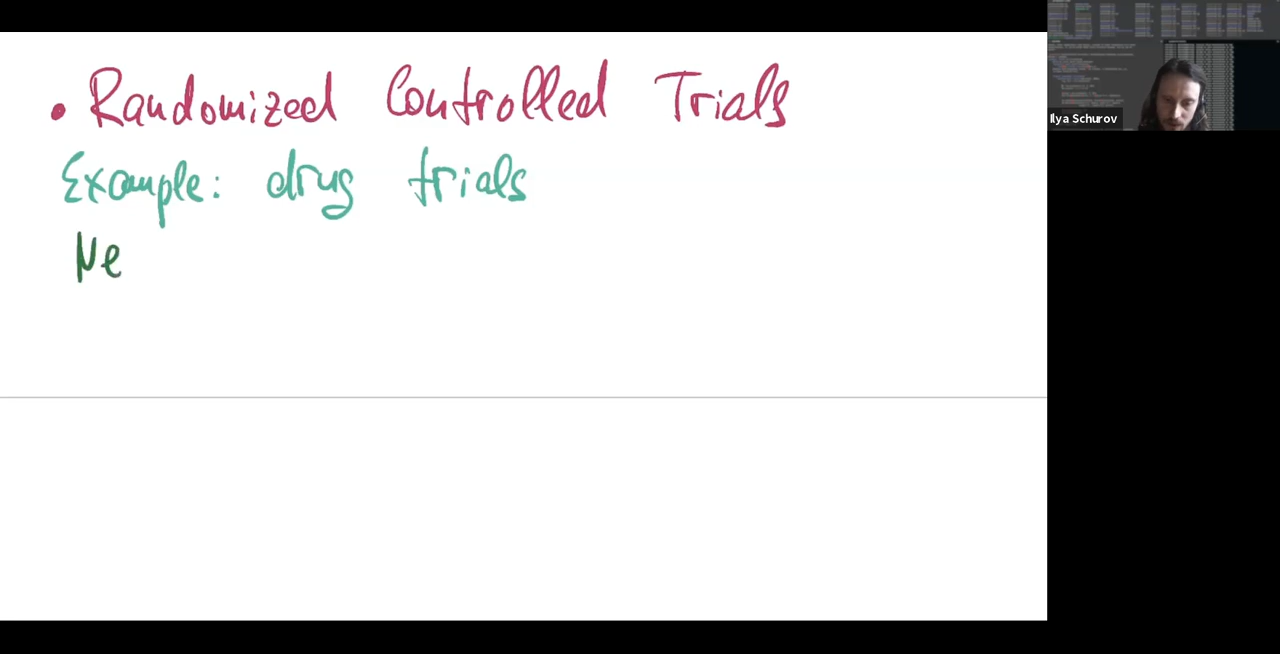 • Randomized Controlled Trials
Example: drug trials
Ne
Ilya Schurov